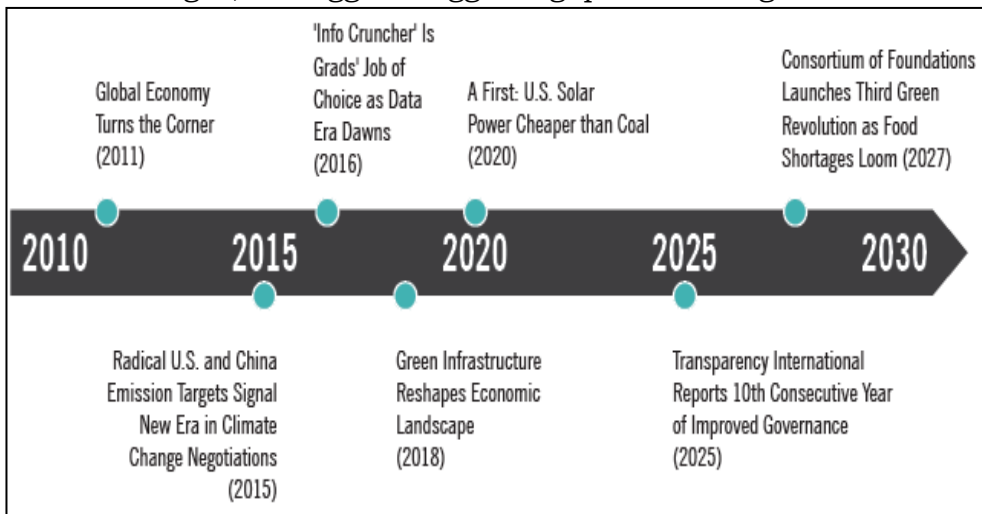 'Info Cruncher' Is
Grads' Job of
Choice as Data
Era Dawns
(2016)
Global Economy
Turns the Corner
(2011)
A First: U.S. Solar
Power Cheaper than Coal
(2020)
Consortium of Foundations
Launches Third Green
Revolution as Food
Shortages Loom (2027)
2010
2015
2020
2025
2030
Radical U.S. and China
Emission Targets Signal
New Era in Climate
Change Negotiations
(2015)
Green Infrastructure
Reshapes Economic
Landscape
(2018)
Transparency International
Reports 10th Consecutive Year
of Improved Governance
(2025)